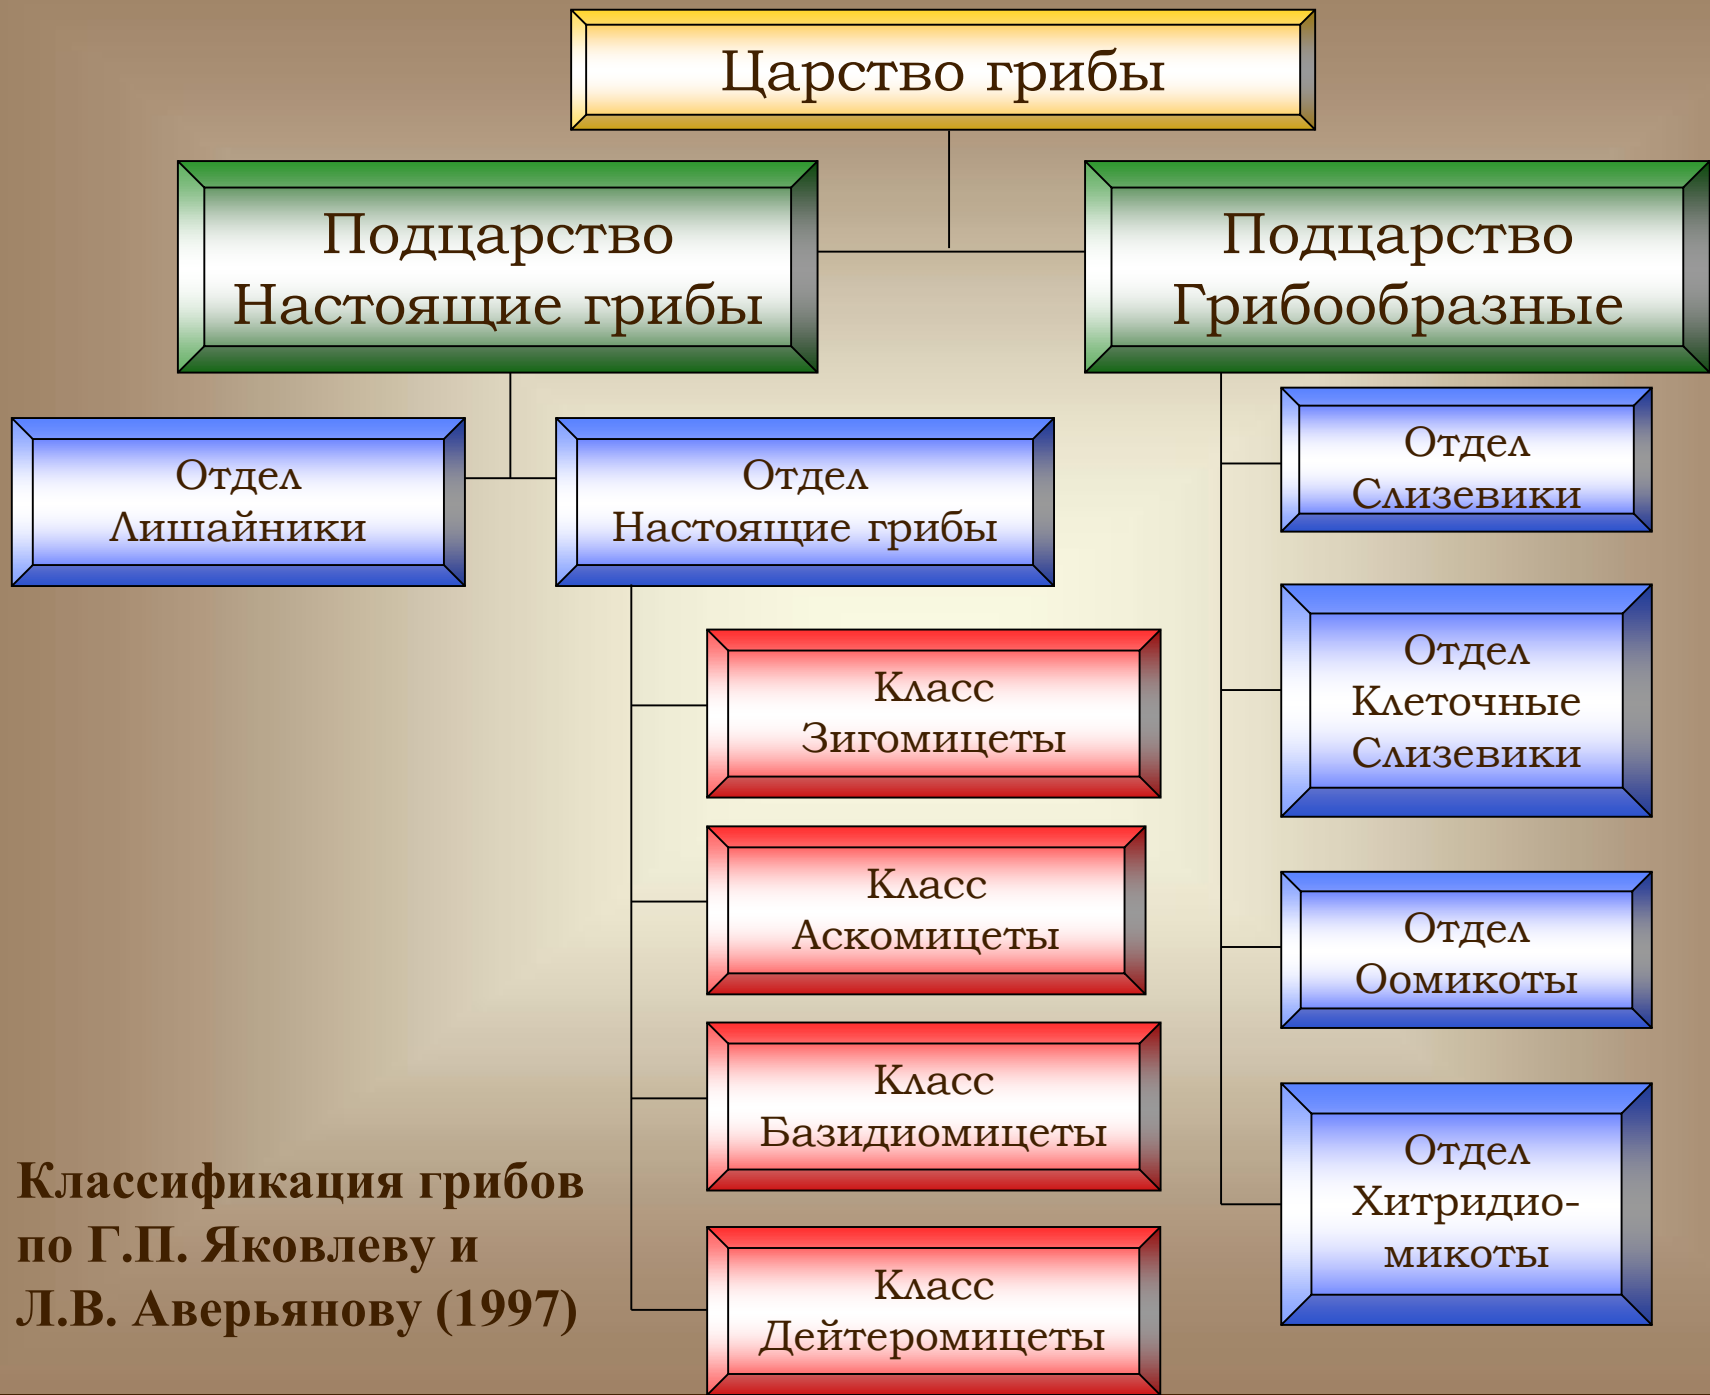 Царство грибы
Подцарство
Настоящие грибы
Подцарство
Грибообразные
Отдел
Лишайники
Отдел
Настоящие грибы
Отдел
Слизевики
Класс
Зигомицеты
Отдел
Клеточные
Слизевики
Класс
Аскомицеты
Отдел
Оомикоты
Класс
Базидиомицеты
Отдел
Хитридио-
микоты
Класс
Дейтеромицеты
Классификация грибов
по Г.П. Яковлеву и
Л.В. Аверьянову (1997)